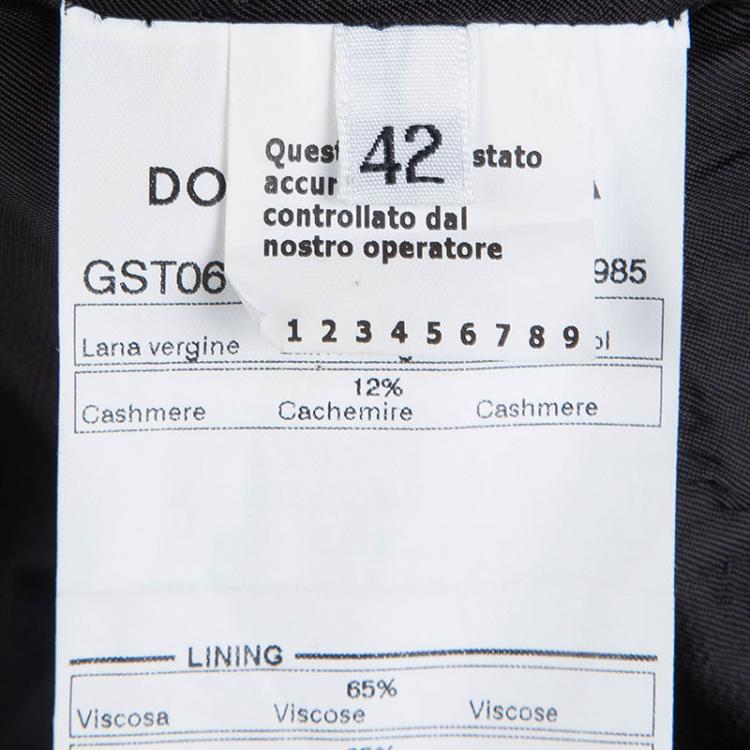 42
Quest stato
accur
controllato dal
nostro operatore
1 2 3 4 5 6 7 8 9
DO A
GST06 985
Lana vergine ol
12%
Cashmere Cachemire Cashmere
LINING
65%
Viscosa Viscose Viscose